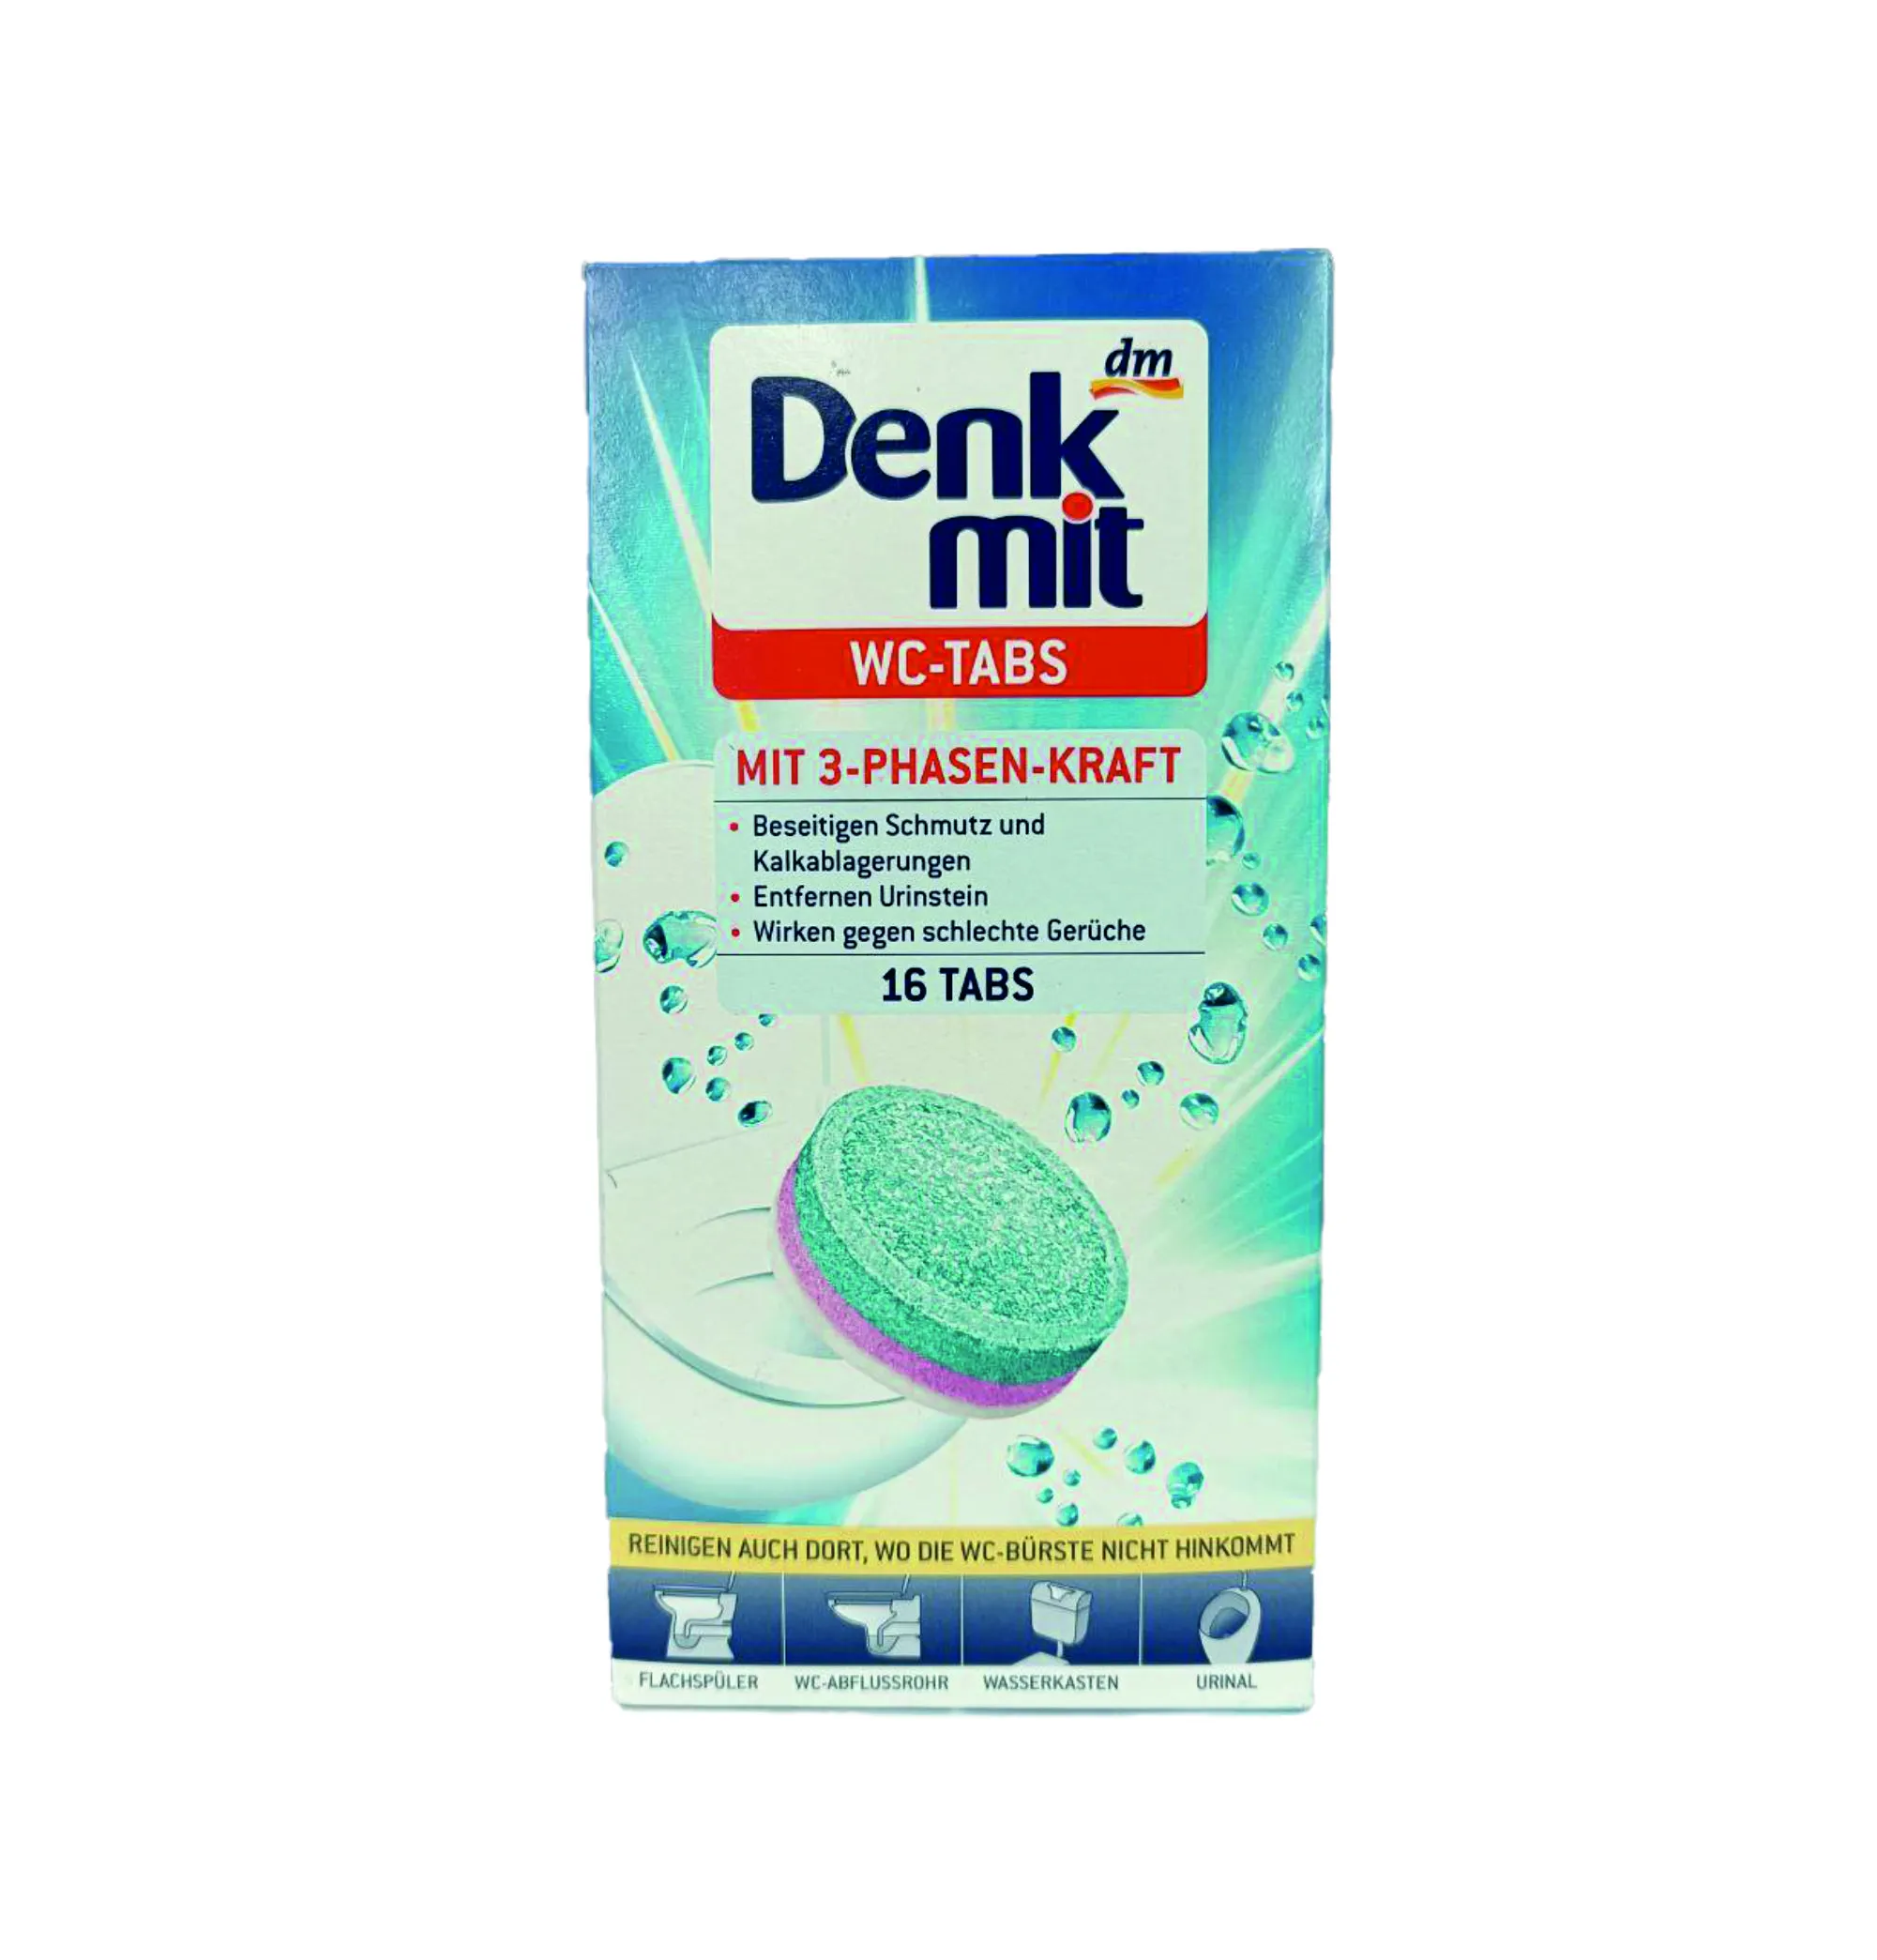 dm
Denk
mit
WC-TABS
MIT 3-PHASEN-KRAFT
• Beseitigen Schmutz und
Kalkablagerungen
• Entfernen Urinstein
• Wirken gegen schlechte Gerüche
16 TABS
REINIGEN AUCH DORT, WO DIE WC-BÜRSTE NICHT HINKOMMT
FLACHSPÜLER WC-ABFLUSSROHR WASSERKASTEN URINAL